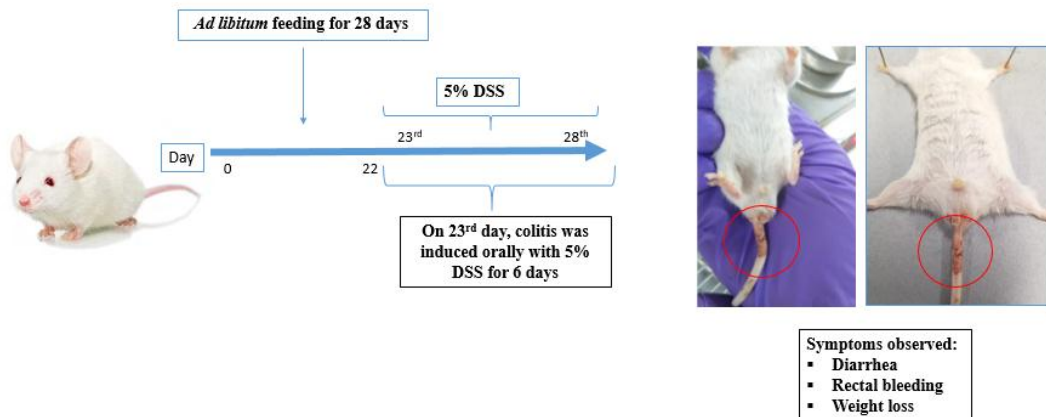 Ad libitum feeding for 28 days
5% DSS
Day
0
22
23rd
28th
On 23rd day, colitis was
induced orally with 5%
DSS for 6 days
Symptoms observed:
▪ Diarrhea
▪ Rectal bleeding
▪ Weight loss